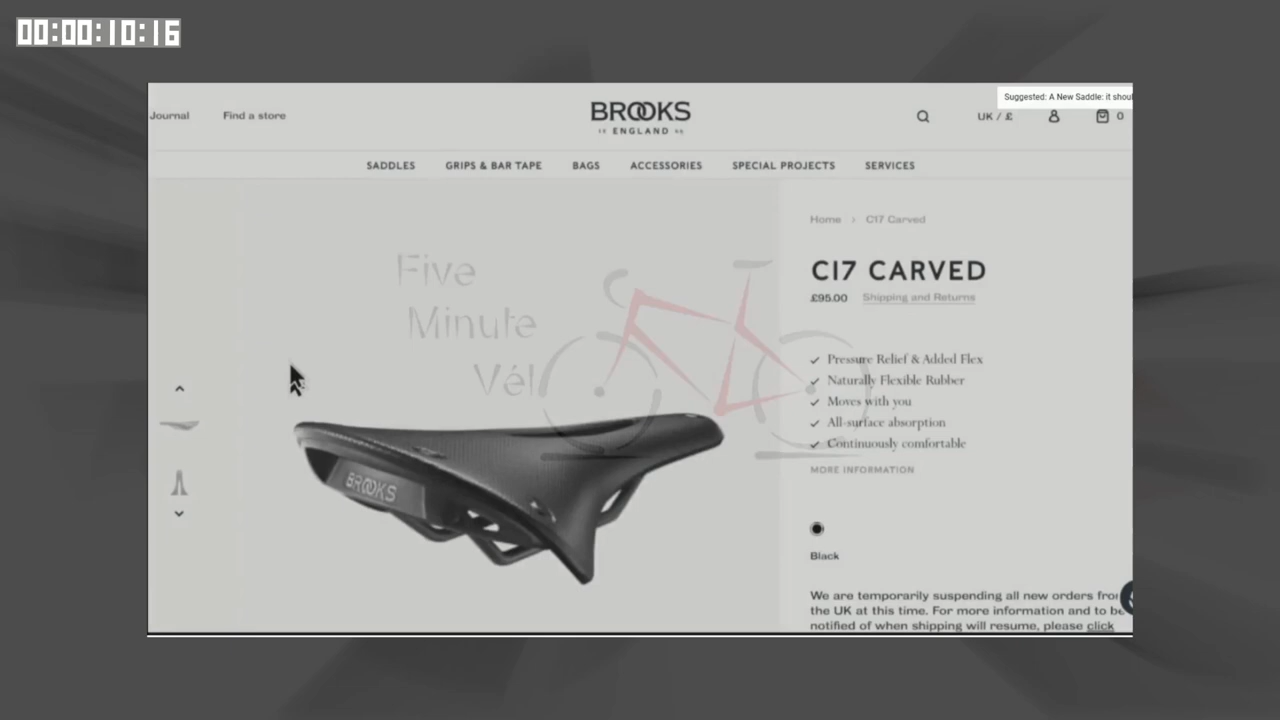 00:00:10:16
Suggested: A New Saddle: it shoul
Journal
Find a store
BROOKS
ENGLAND
UK / £
0
SADDLES
GRIPS & BAR TAPE
BAGS
ACCESSORIES
SPECIAL PROJECTS
SERVICES
Home > C17 Carved
C17 CARVED
£95.00
Shipping and Returns
Five
Minute
Vélo
Pressure Relief & Added Flex
Naturally Flexible Rubber
Moves with you
All-surface absorption
Continuously comfortable
MORE INFORMATION
BROOKS
Black
We are temporarily suspending all new orders from
the UK at this time. For more information and to be
notified of when shipping will resume, please click